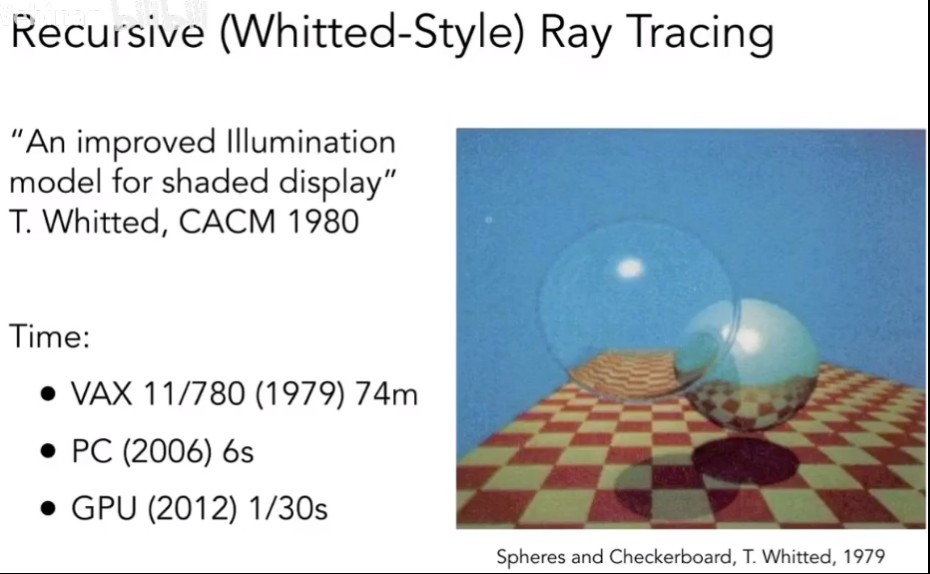 Recursive (Whitted-Style) Ray Tracing
“An improved Illumination
model for shaded display”
T. Whitted, CACM 1980
Time:
● VAX 11/780 (1979) 74m
● PC (2006) 6s
● GPU (2012) 1/30s
Spheres and Checkerboard, T. Whitted, 1979